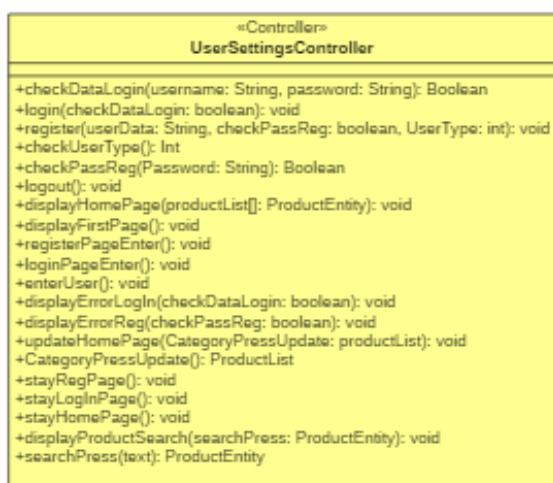 «Controller»
UserSettingsController
+checkDataLogin(username: String, password: String): Boolean
+login(checkDataLogin: boolean): void
+register(userData: String, checkPassReg: boolean, UserType: int): void
+checkUserType(): Int
+checkPassReg(Password: String): Boolean
+logout(): void
+displayHomePage(productList[]: ProductEntity): void
+displayFirstPage(): void
+registerPageEnter(): void
+loginPageEnter(): void
+enterUser(): void
+displayErrorLogIn(checkDataLogin: boolean): void
+displayErrorReg(checkPassReg: boolean): void
+updateHomePage(CategoryPressUpdate: productList): void
+CategoryPressUpdate(): ProductList
+stayRegPage(): void
+stayLogInPage(): void
+stayHomePage(): void
+displayProductSearch(searchPress: ProductEntity): void
+searchPress(text): ProductEntity